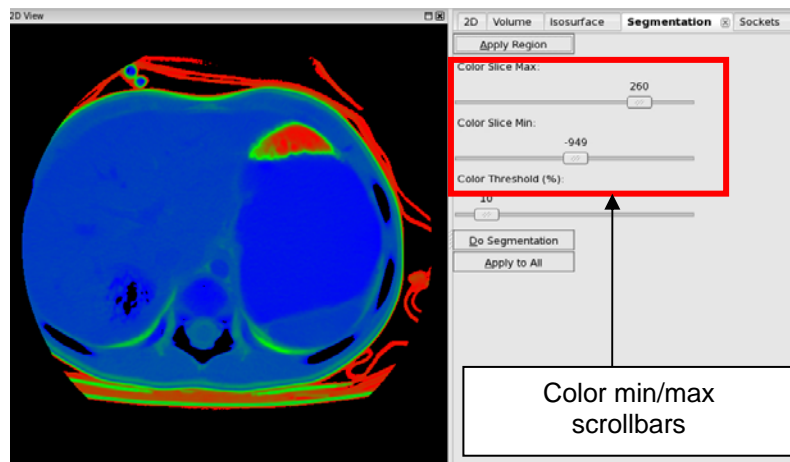 2D View
2D Volume Isosurface Segmentation Sockets
Apply Region
Color Slice Max:
260
Color Slice Min:
-949
Color Threshold (%):
10
Do Segmentation
Apply to All
Color min/max
scrollbars